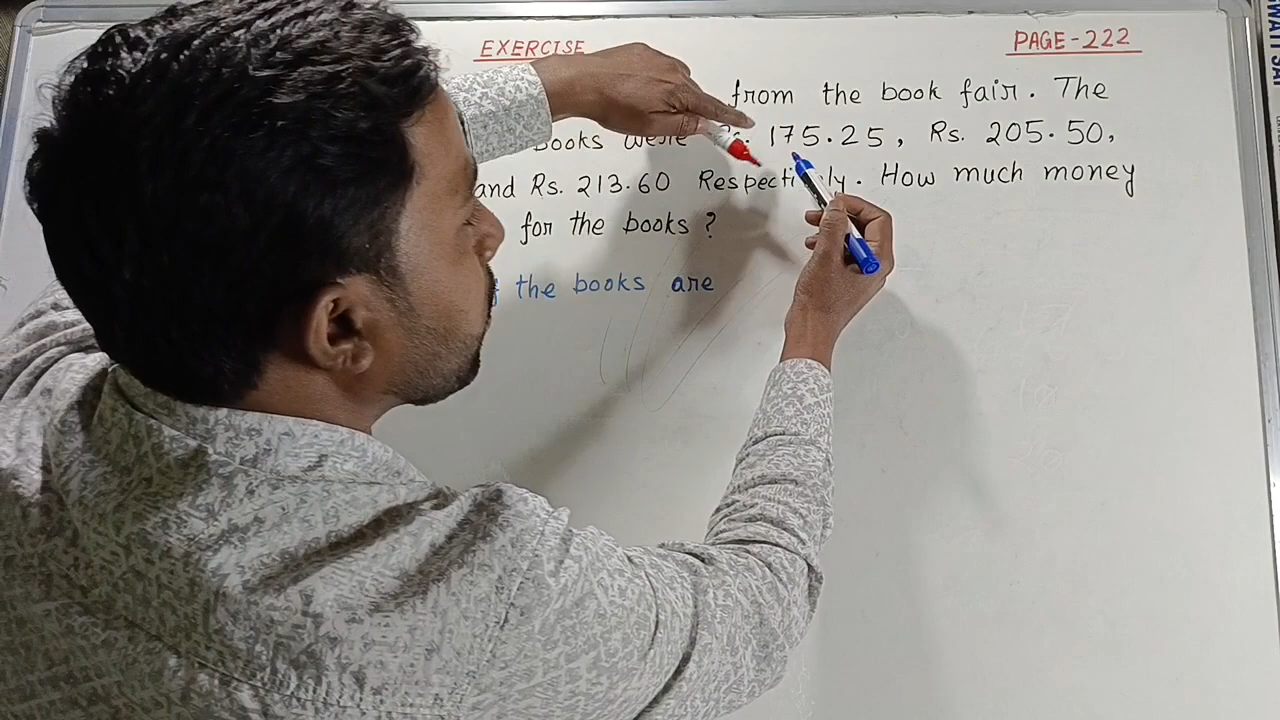 EXERCISE
PAGE-222
from the book fair. The
Books were Rs. 175.25, Rs. 205.50,
and Rs. 213.60 Respectively. How much money
for the books?
the books are